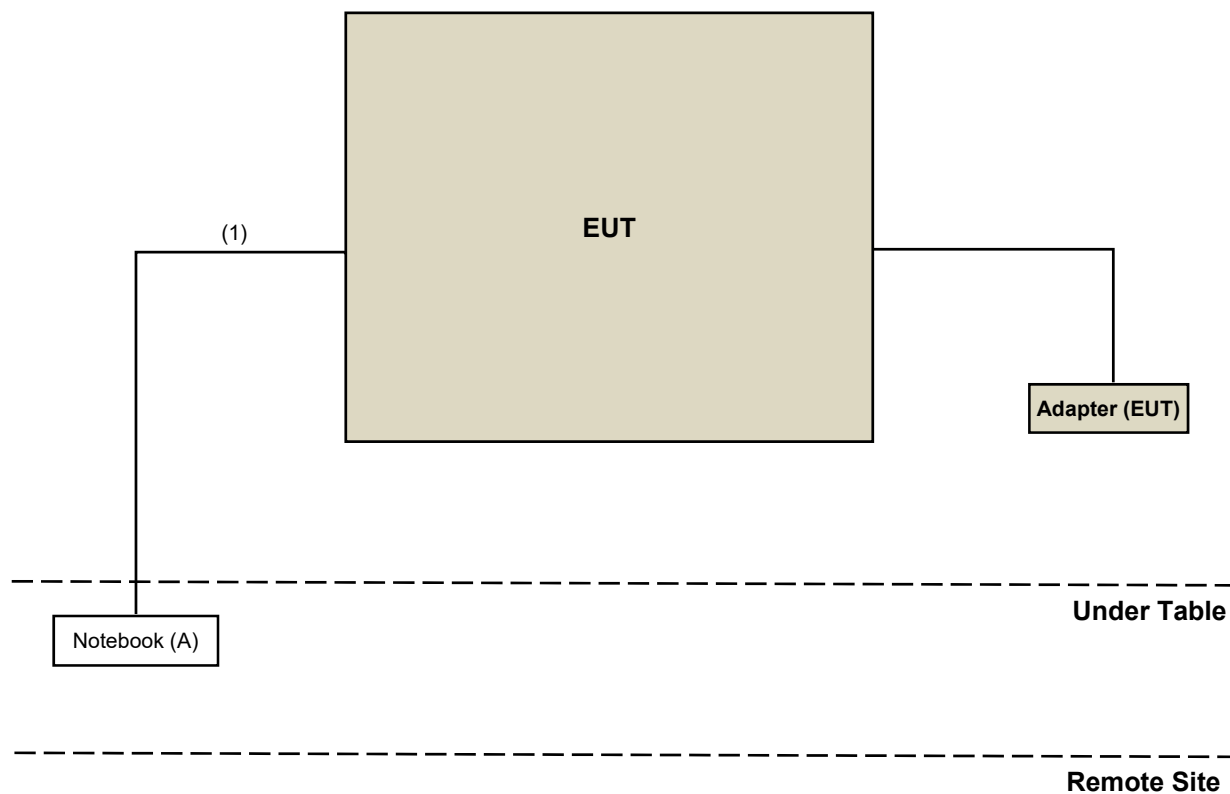 (1)
EUT
Adapter (EUT)
Under Table
Notebook (A)
Remote Site